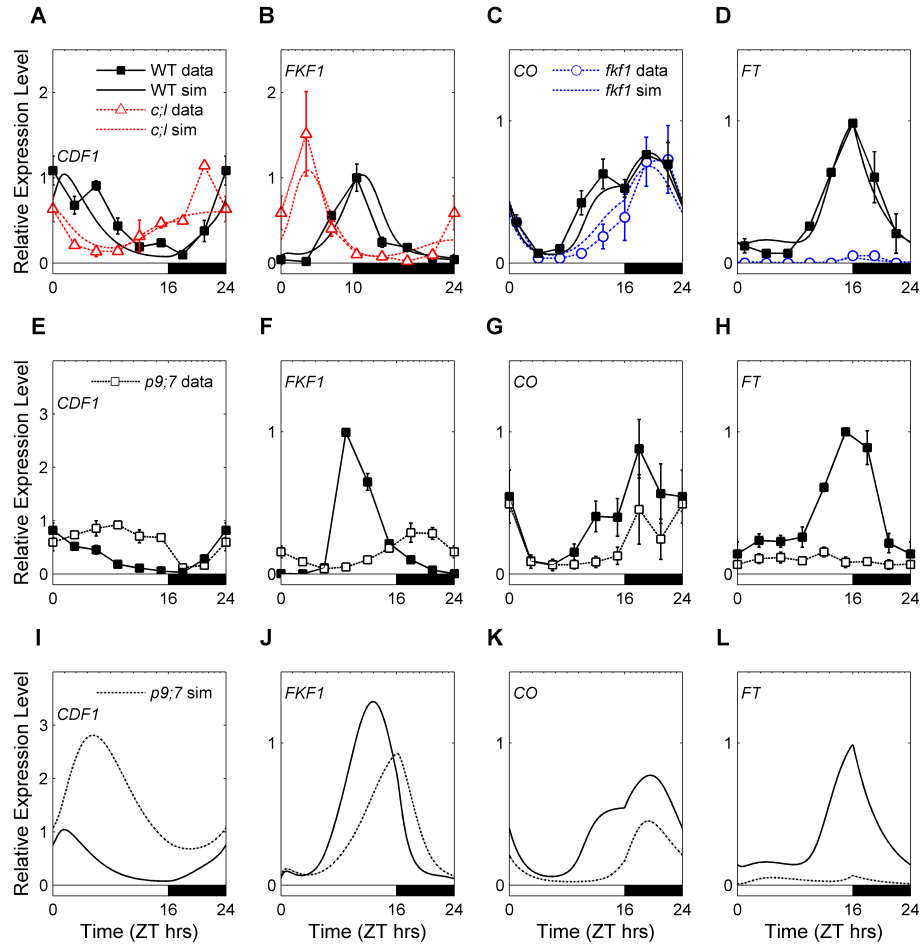 A B C D
Relative Expression Level
2
1
0
CDF1
WT data
WT sim
c;l data
c;l sim
0 16 24
FKF1
2
1
0
0 10 24
CO
fkf1 data
fkf1 sim
1
0
0 16 24
FT
1
0
0 16 24
E F G H
Relative Expression Level
3
2
1
0
p9;7 data
CDF1
0 16 24
FKF1
1
0
0 16 24
CO
1
0
0 16 24
FT
1
0
0 16 24
I J K L
Relative Expression Level
3
2
1
0
p9;7 sim
CDF1
0 16 24
Time (ZT hrs)
FKF1
1
0
0 16 24
Time (ZT hrs)
CO
1
0
0 16 24
Time (ZT hrs)
FT
1
0
0 16 24
Time (ZT hrs)